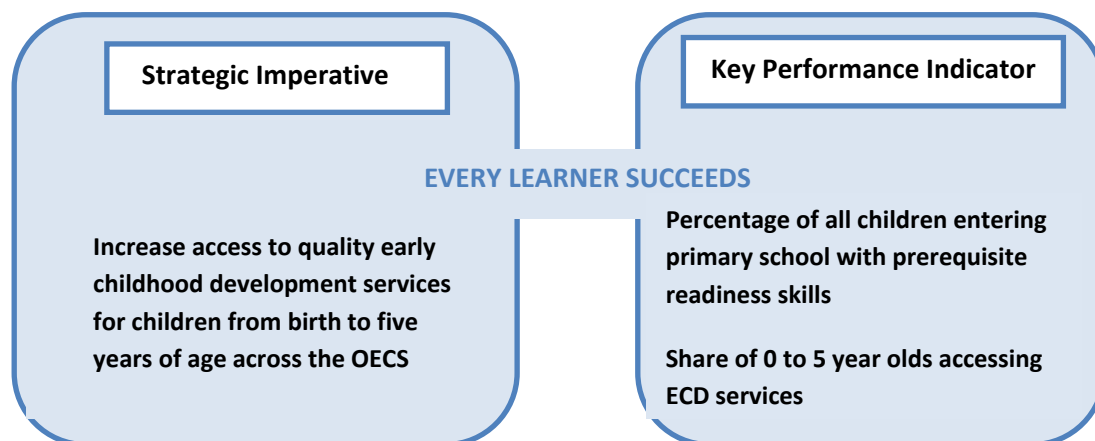 Strategic Imperative
Key Performance Indicator
EVERY LEARNER SUCCEEDS
Increase access to quality early
childhood development services
for children from birth to five
years of age across the OECS
Percentage of all children entering
primary school with prerequisite
readiness skills
Share of 0 to 5 year olds accessing
ECD services